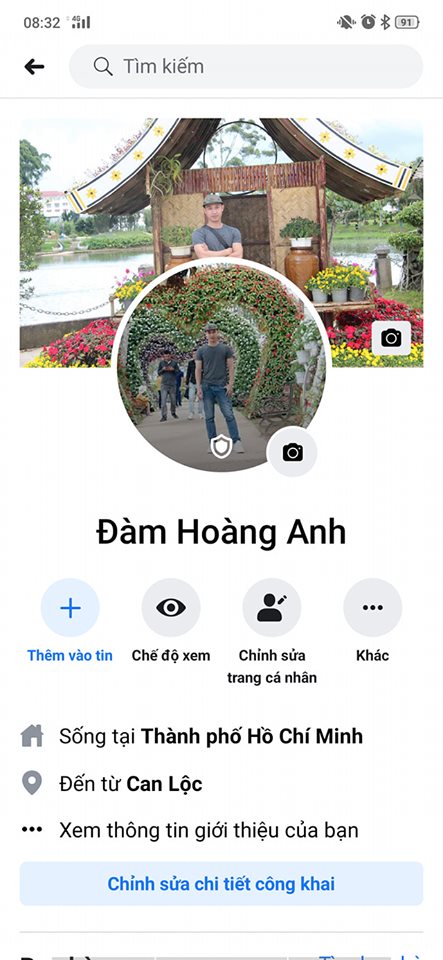 08:32 4G 91
Tìm kiếm
Đàm Hoàng Anh
Thêm vào tin
Chế độ xem
Chỉnh sửa
trang cá nhân
Khác
Sống tại Thành phố Hồ Chí Minh
Đến từ Can Lộc
Xem thông tin giới thiệu của bạn
Chỉnh sửa chi tiết công khai